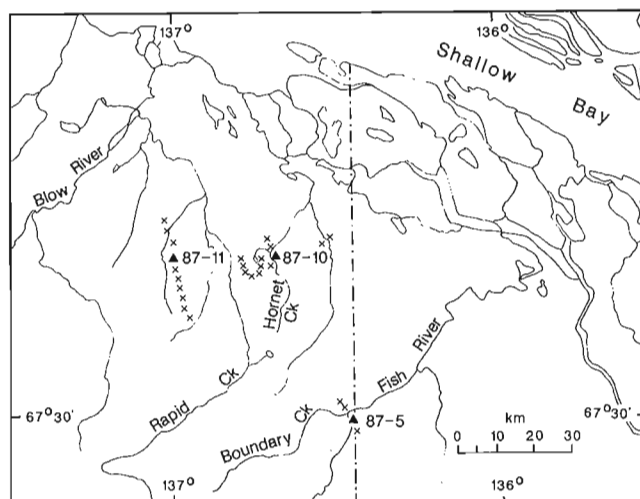 137°
136°
Shallow
Bay
Blow River
87-11
87-10
Hornet
Ck
Rapid Ck
Fish River
Boundary Ck
87-5
67°30'
67°30'
km
0 10 20 30
137°
136°